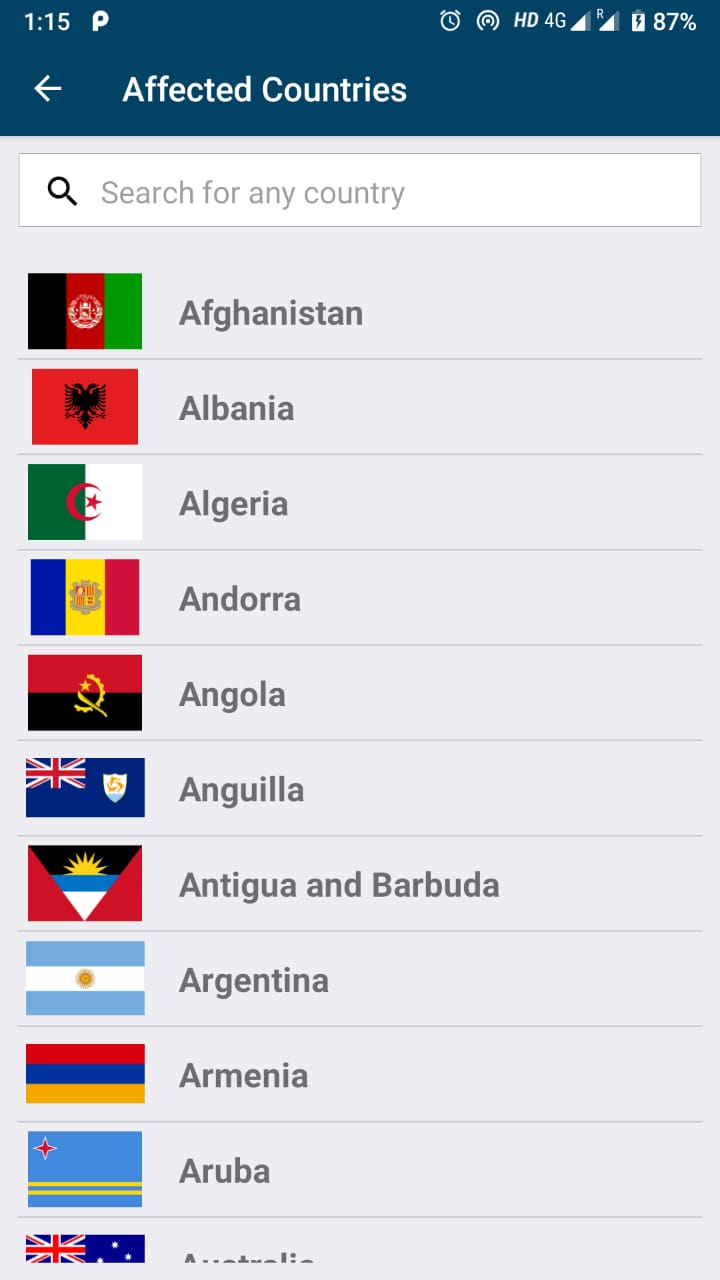 1:15 P HD 4G R 87%
Affected Countries
Search for any country
Afghanistan
Albania
Algeria
Andorra
Angola
Anguilla
Antigua and Barbuda
Argentina
Armenia
Aruba
Australia